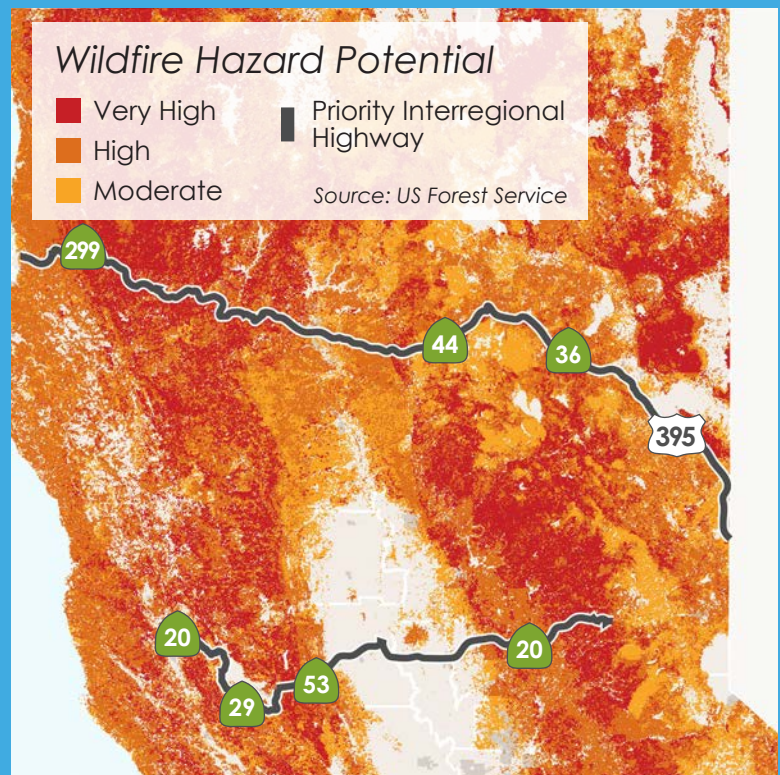 Wildfire Hazard Potential
Very High
High
Moderate
Priority Interregional
Highway
Source: US Forest Service
299
44
36
395
20
29
53
20